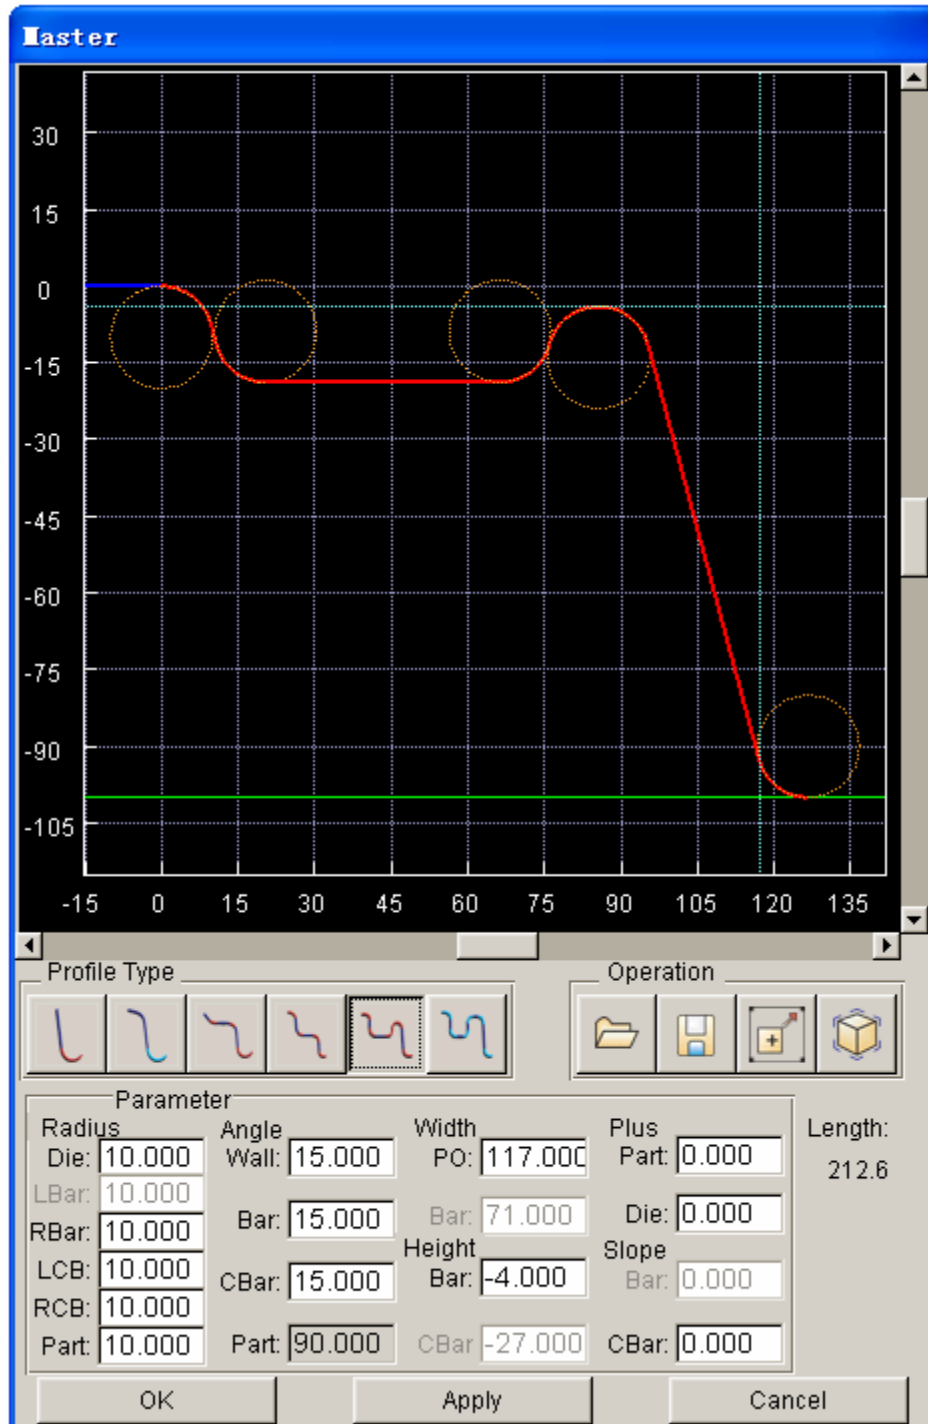 Master
30
15
0
-15
-30
-45
-60
-75
-90
-105
-15 0 15 30 45 60 75 90 105 120 135
Profile Type Operation
Parameter
Radius Angle Width Plus Length:
Die: 10.000 Wall: 15.000 PO: 117.000 Part: 0.000 212.6
LBar: 10.000 Bar: 15.000 Bar: 71.000 Die: 0.000
RBar: 10.000 Height Slope
LCB: 10.000 CBar: 15.000 Bar: -4.000 Bar: 0.000
RCB: 10.000
Part: 10.000 Part: 90.000 CBar -27.000 CBar: 0.000
OK Apply Cancel